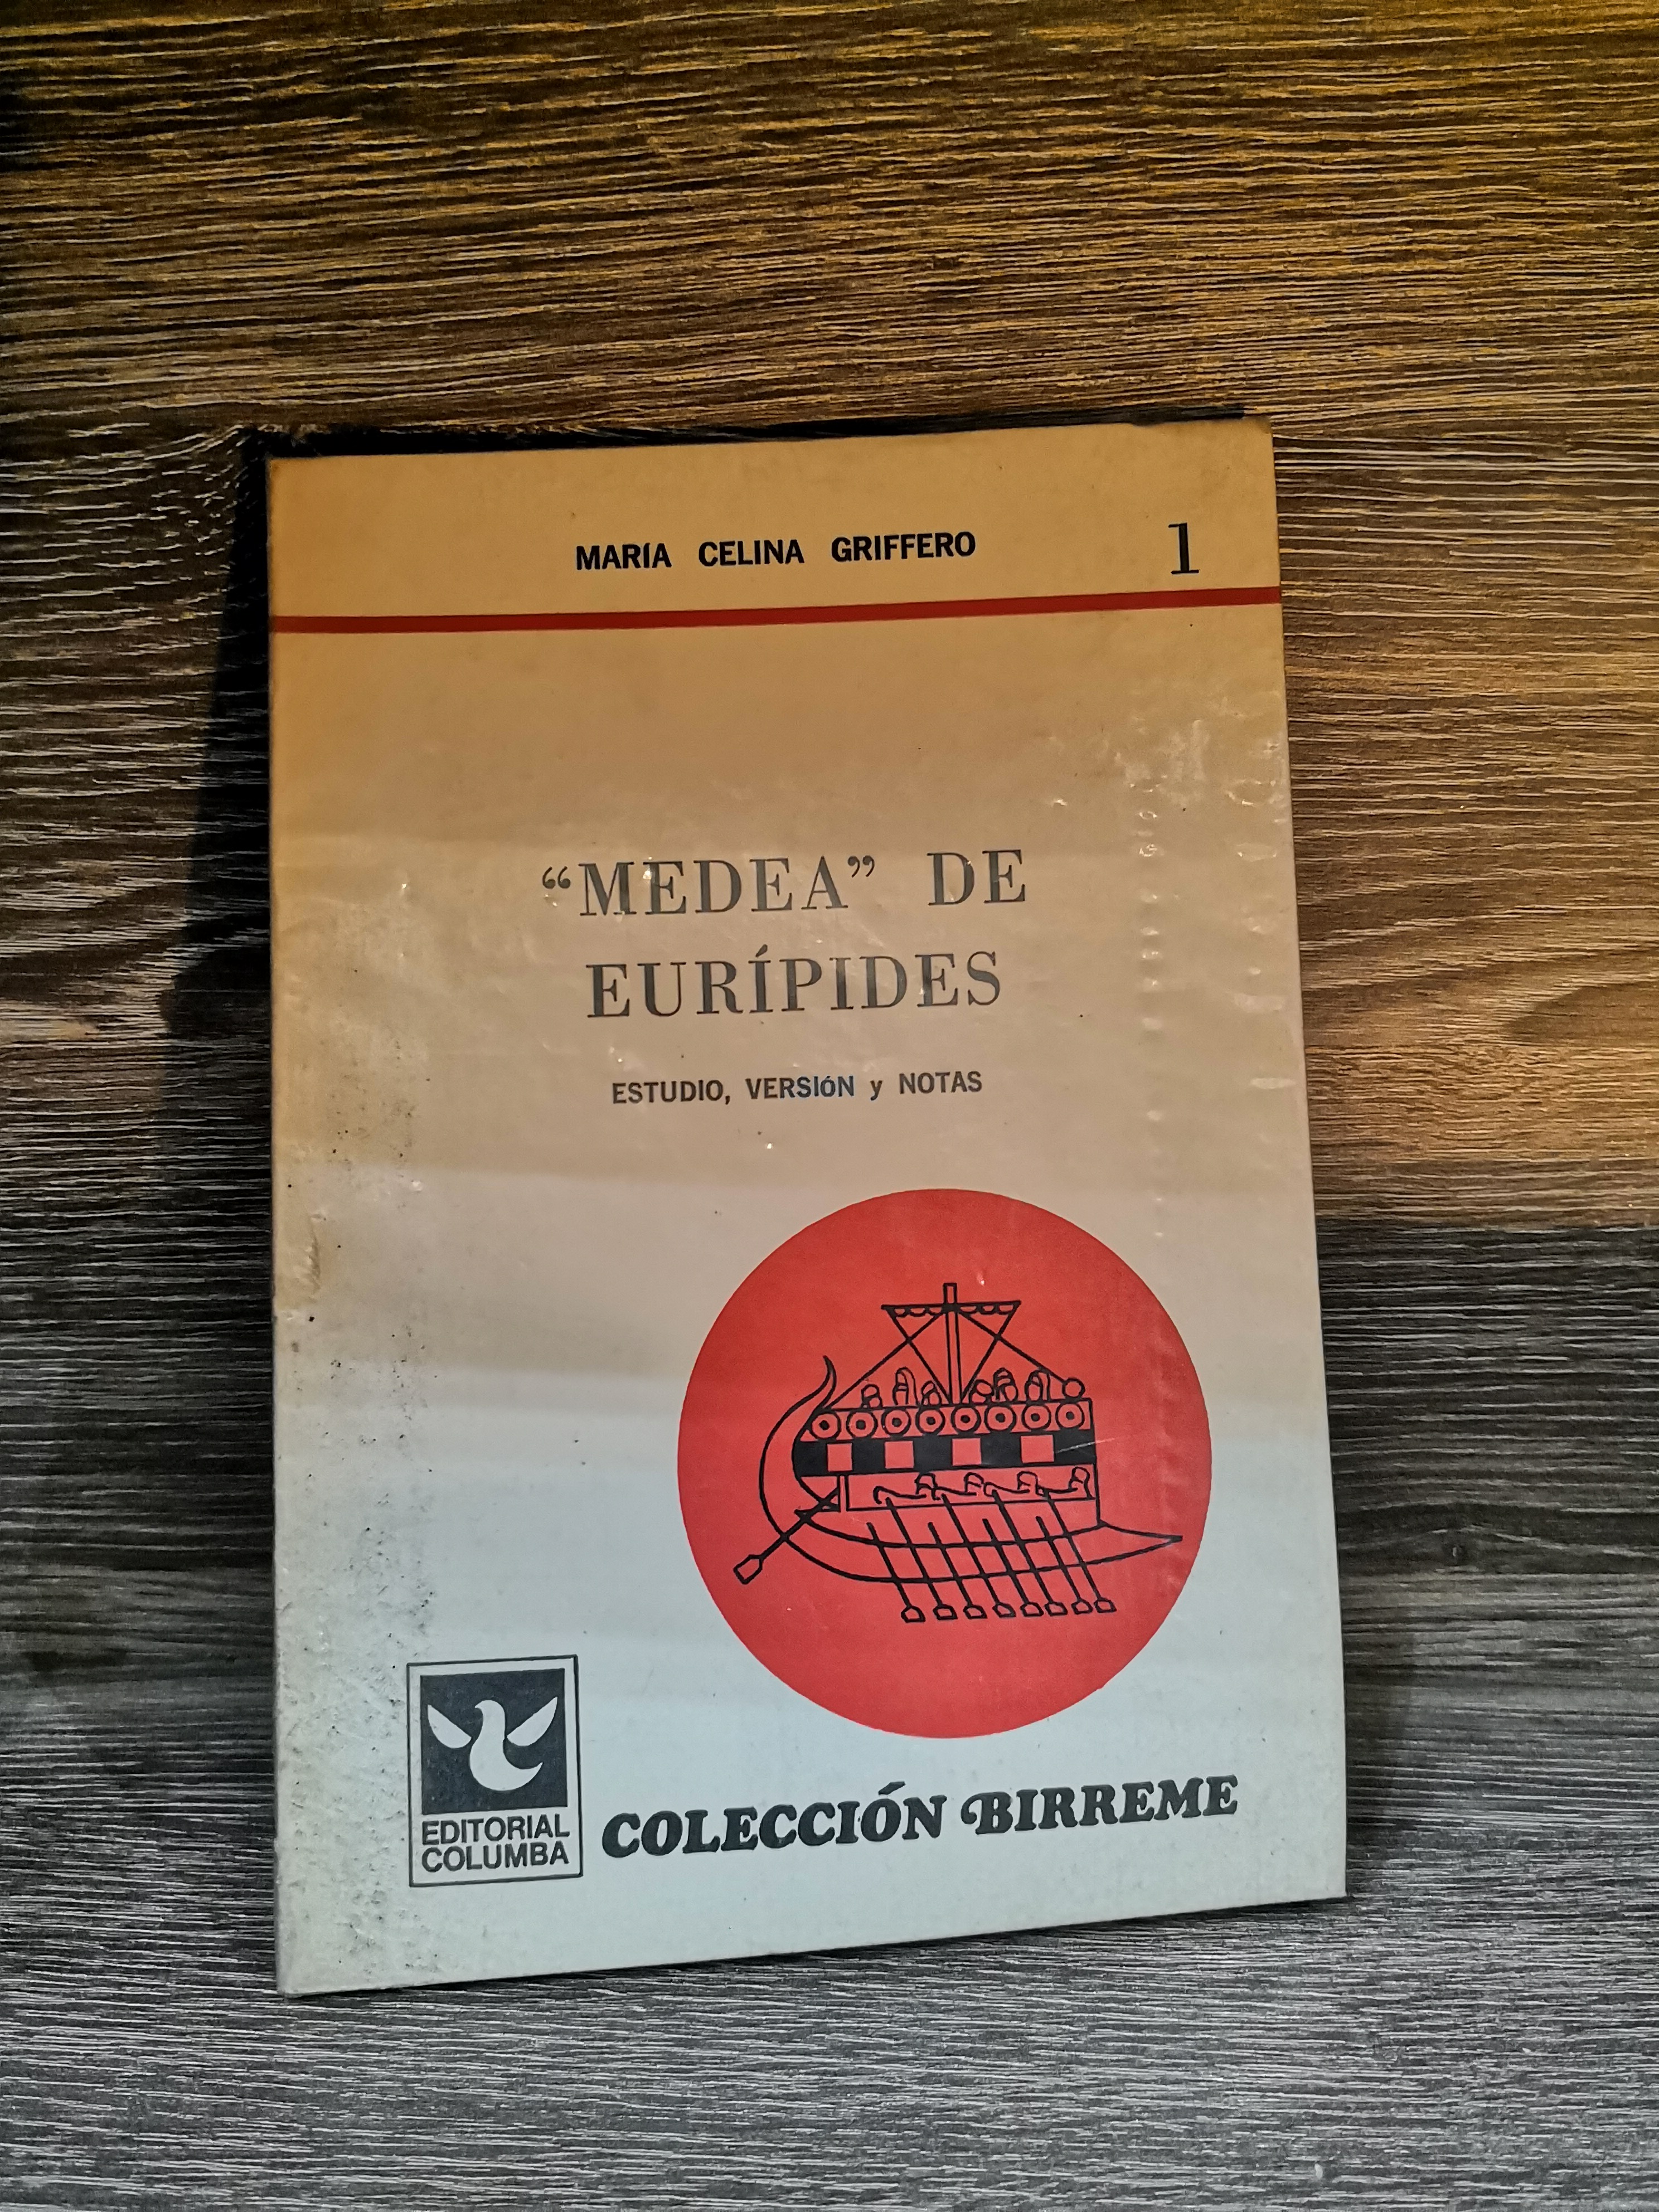 MARÍA CELINA GRIFFERO
1
“MEDEA” DE
EURÍPIDES
ESTUDIO, VERSIÓN y NOTAS
EDITORIAL
COLUMBA
COLECCIÓN BIRREME